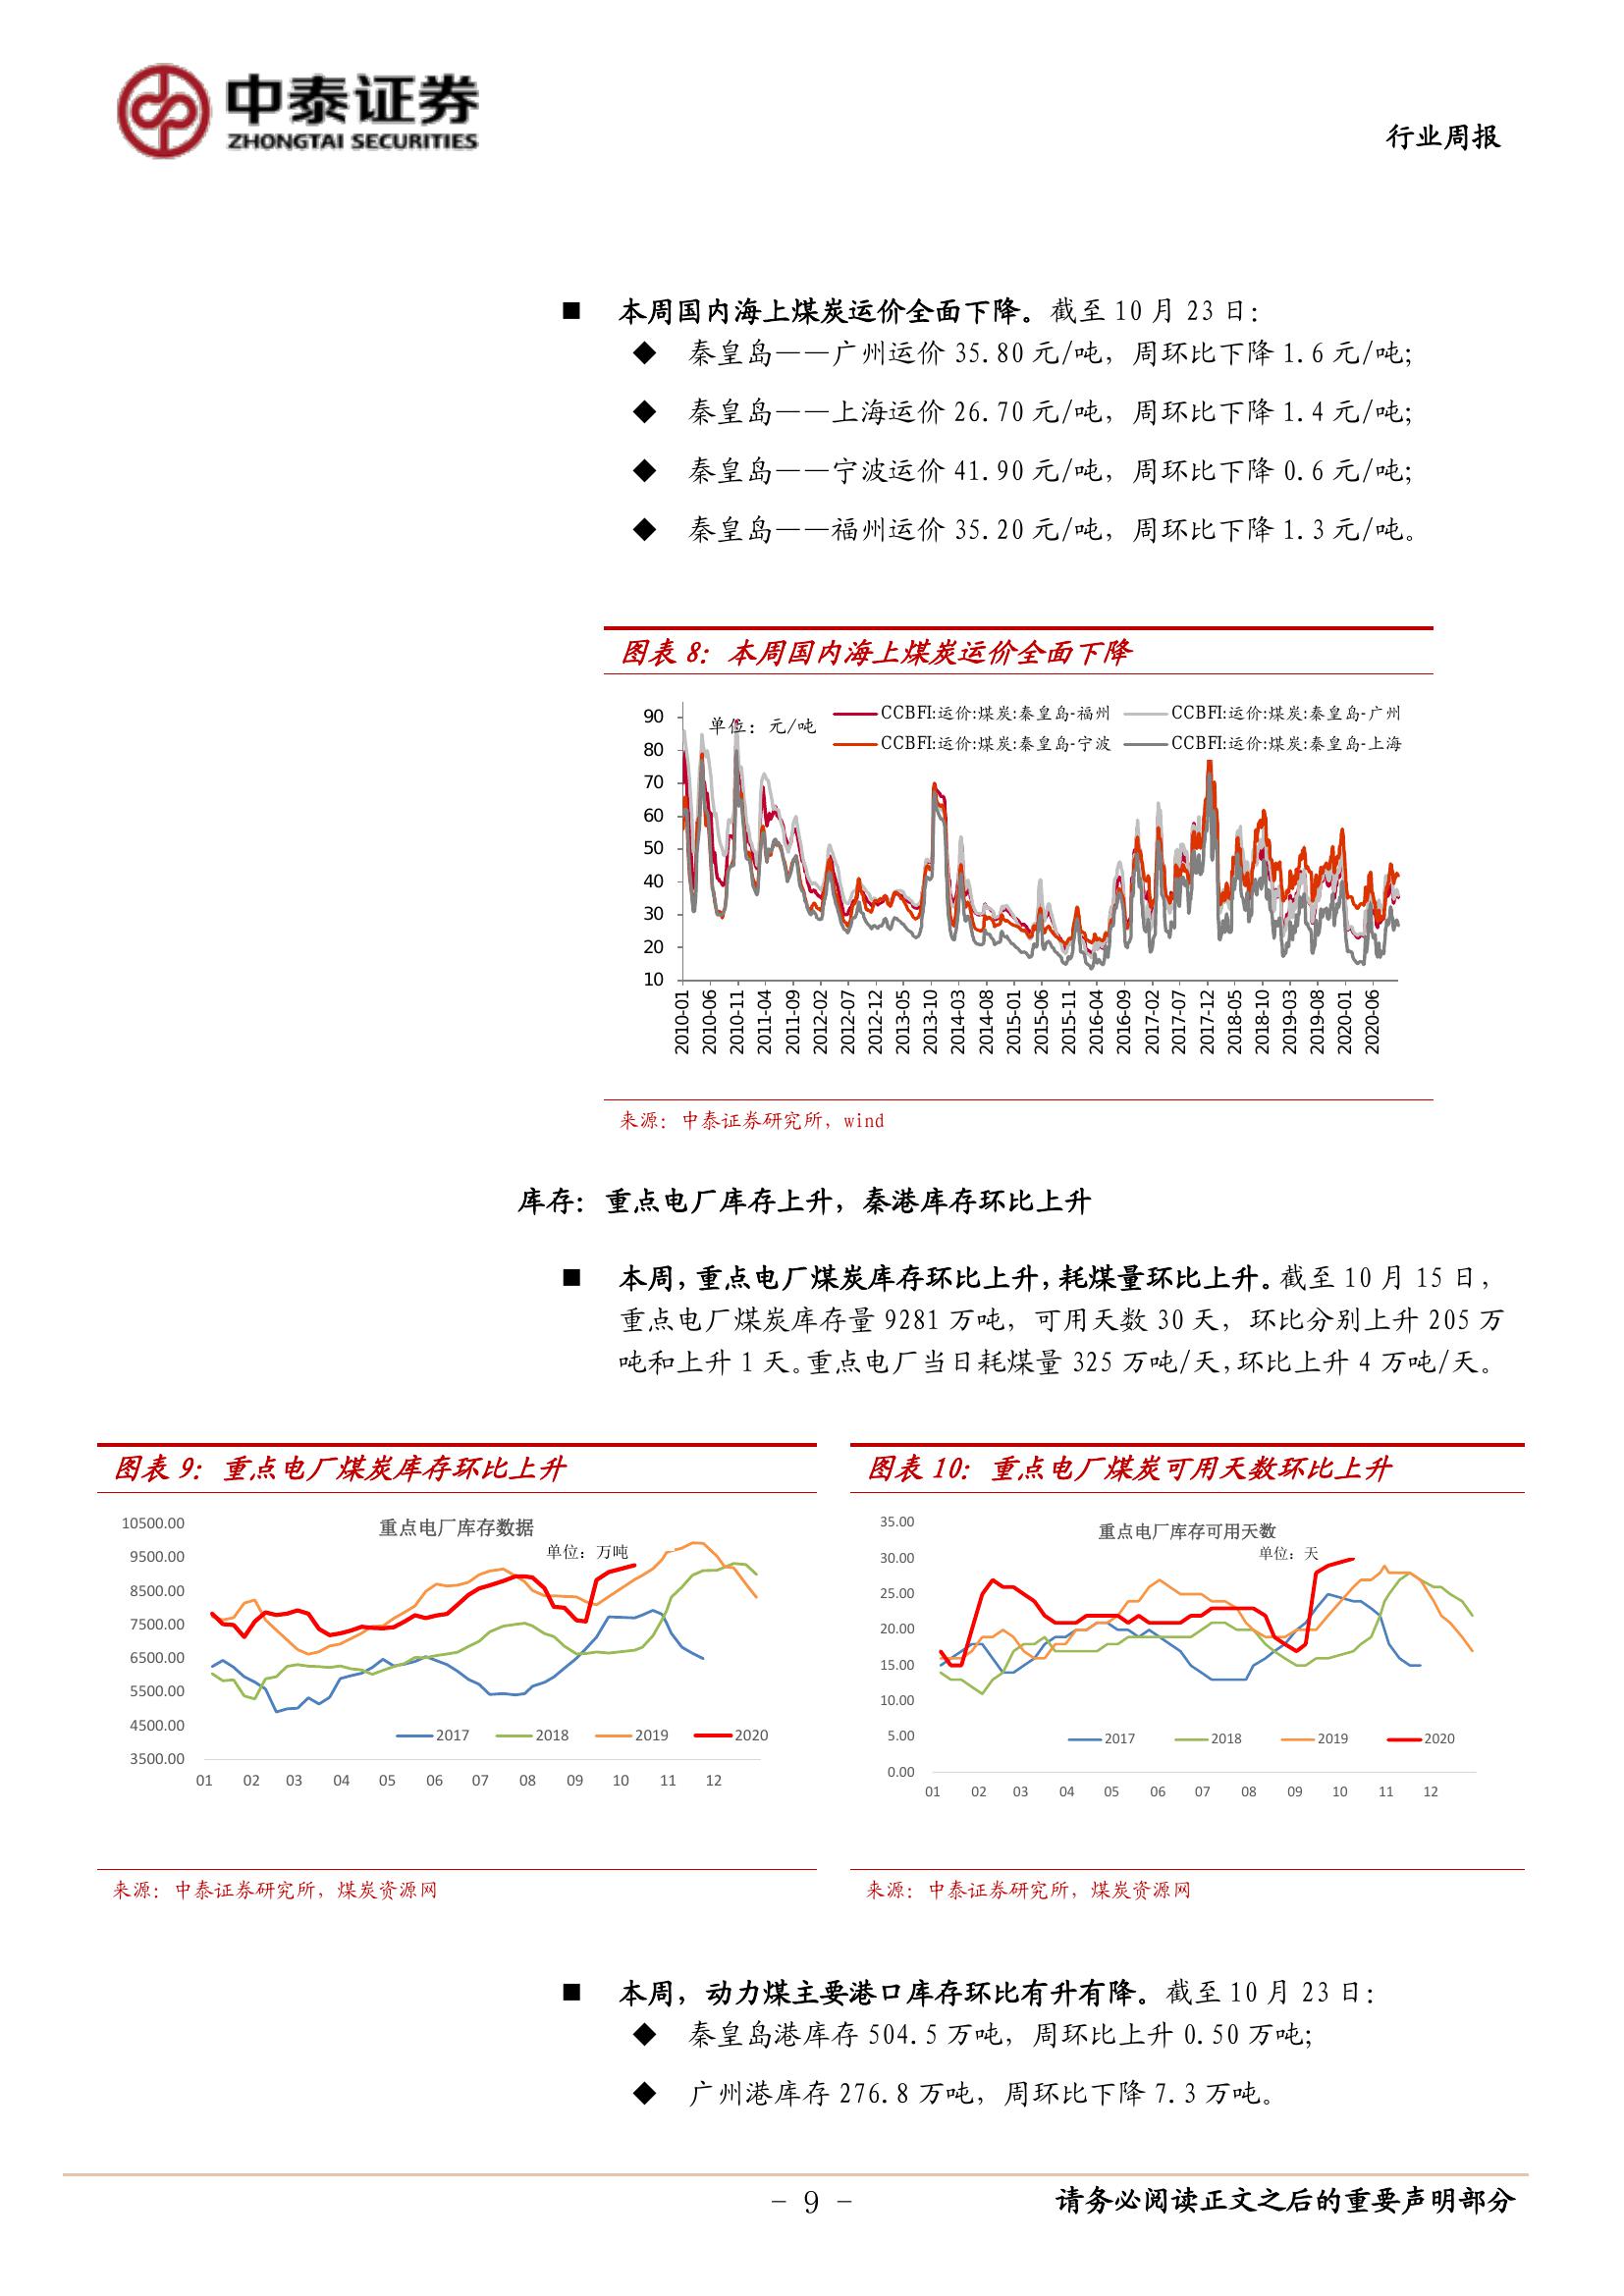 中泰证券
ZHONGTAI SECURITIES
行业周报
■ 本周国内海上煤炭运价全面下降。截至 10 月 23 日：
◆ 秦皇岛——广州运价 35.80 元/吨，周环比下降 1.6 元/吨；
◆ 秦皇岛——上海运价 26.70 元/吨，周环比下降 1.4 元/吨；
◆ 秦皇岛——宁波运价 41.90 元/吨，周环比下降 0.6 元/吨；
◆ 秦皇岛——福州运价 35.20 元/吨，周环比下降 1.3 元/吨。
图表 8：本周国内海上煤炭运价全面下降
单位：元/吨
CCBFI:运价:煤炭:秦皇岛-福州 CCBFI:运价:煤炭:秦皇岛-广州
CCBFI:运价:煤炭:秦皇岛-宁波 CCBFI:运价:煤炭:秦皇岛-上海
90
80
70
60
50
40
30
20
10
2010-01 2010-06 2010-11 2011-04 2011-09 2012-02 2012-07 2012-12 2013-05 2013-10 2014-03 2014-08 2015-01 2015-06 2015-11 2016-04 2016-09 2017-02 2017-07 2017-12 2018-05 2018-10 2019-03 2019-08 2020-01 2020-06
来源：中泰证券研究所，wind
库存：重点电厂库存上升，秦港库存环比上升
■ 本周，重点电厂煤炭库存环比上升，耗煤量环比上升。截至 10 月 15 日，
重点电厂煤炭库存量 9281 万吨，可用天数 30 天，环比分别上升 205 万
吨和上升 1 天。重点电厂当日耗煤量 325 万吨/天，环比上升 4 万吨/天。
图表 9：重点电厂煤炭库存环比上升
重点电厂库存数据
单位：万吨
10500.00
9500.00
8500.00
7500.00
6500.00
5500.00
4500.00
3500.00
2017 2018 2019 2020
01 02 03 04 05 06 07 08 09 10 11 12
来源：中泰证券研究所，煤炭资源网
图表 10：重点电厂煤炭可用天数环比上升
重点电厂库存可用天数
单位：天
35.00
30.00
25.00
20.00
15.00
10.00
5.00
0.00
2017 2018 2019 2020
01 02 03 04 05 06 07 08 09 10 11 12
来源：中泰证券研究所，煤炭资源网
■ 本周，动力煤主要港口库存环比有升有降。截至 10 月 23 日：
◆ 秦皇岛港库存 504.5 万吨，周环比上升 0.50 万吨；
◆ 广州港库存 276.8 万吨，周环比下降 7.3 万吨。
- 9 -
请务必阅读正文之后的重要声明部分